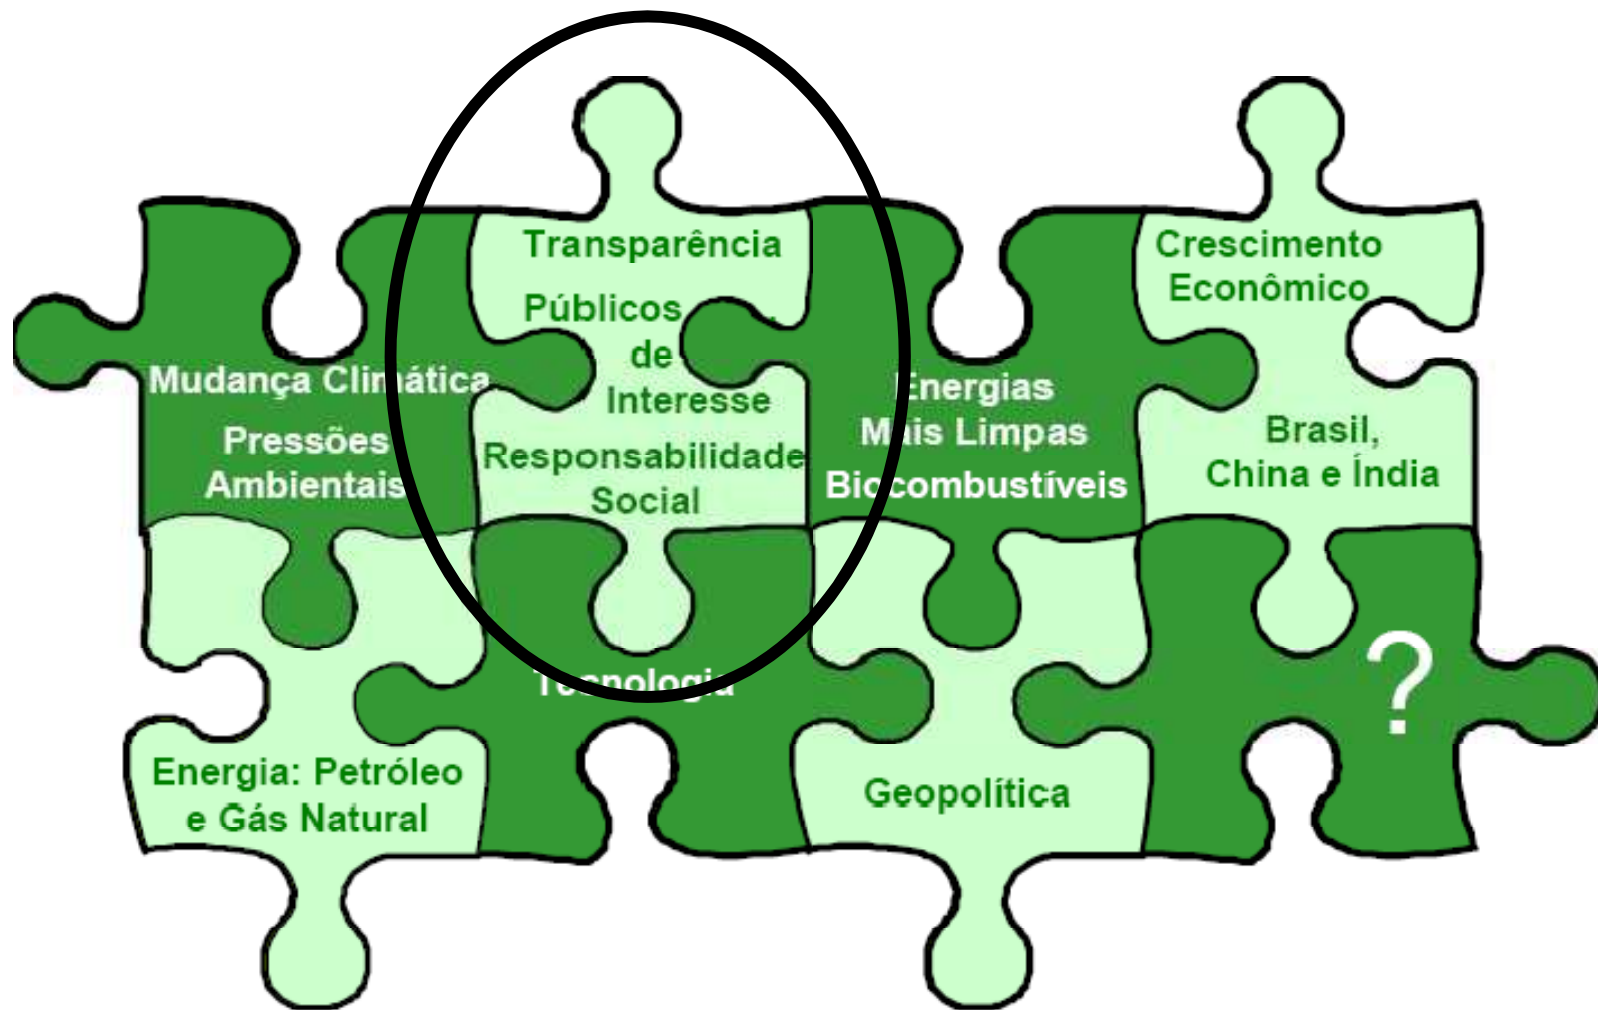 Transparência
Públicos
de
Interesse
Responsabilidade
Social
Mudança Climática
Pressões
Ambientais
Energias
Mais Limpas
Biocombustíveis
Crescimento
Econômico
Brasil,
China e Índia
Energia: Petróleo
e Gás Natural
Tecnologia
Geopolítica
?